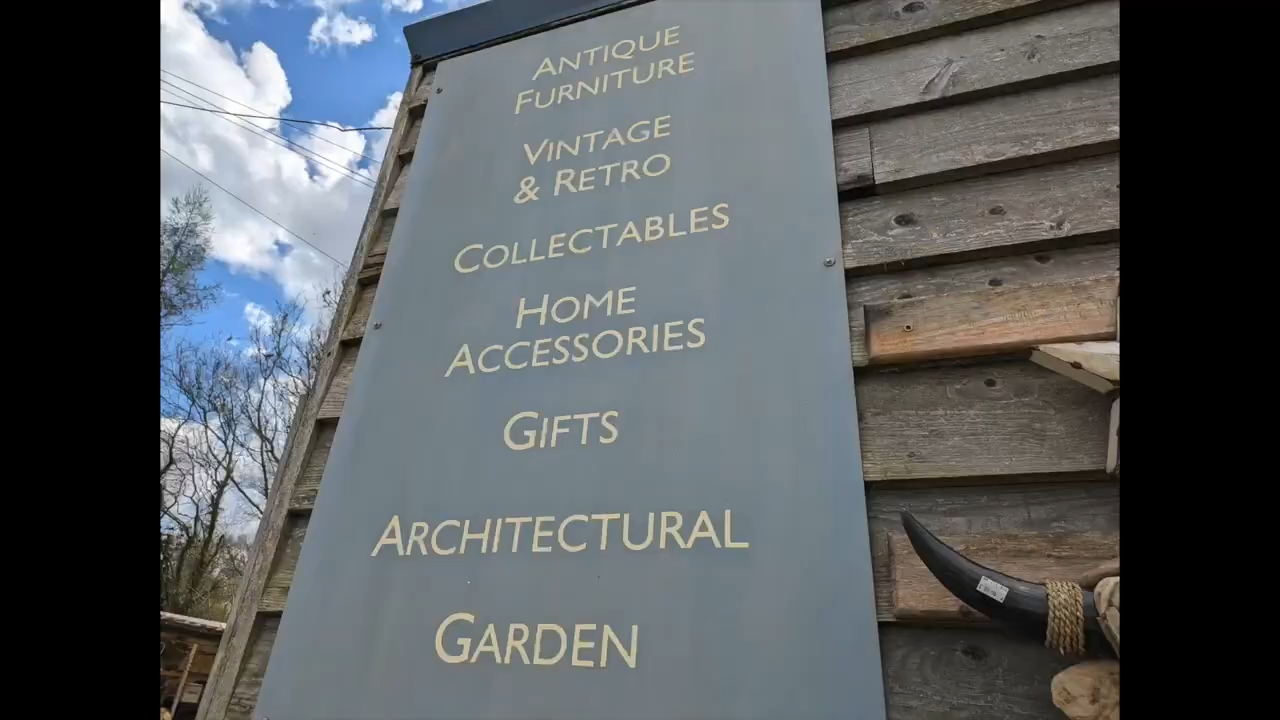 ANTIQUE
FURNITURE
VINTAGE
& RETRO
COLLECTABLES
HOME
ACCESSORIES
GIFTS
ARCHITECTURAL
GARDEN